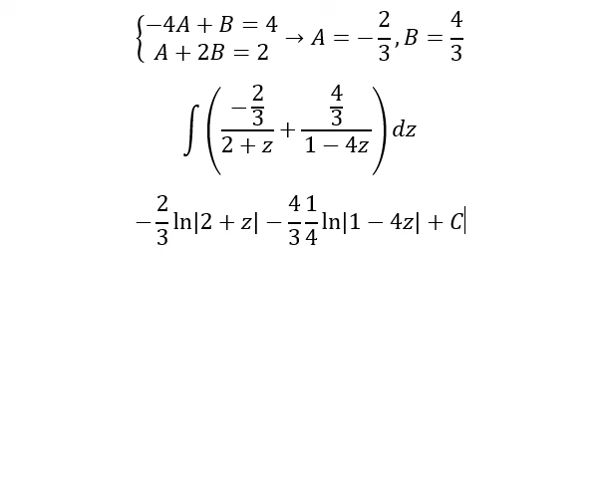 {−4A + B = 4
A + 2B = 2 → A = −2/3, B = 4/3
∫(−2/3/2 + z + 4/3/1 − 4z)dz
−2/3 ln|2 + z| − 4/3 1/4 ln|1 − 4z| + C